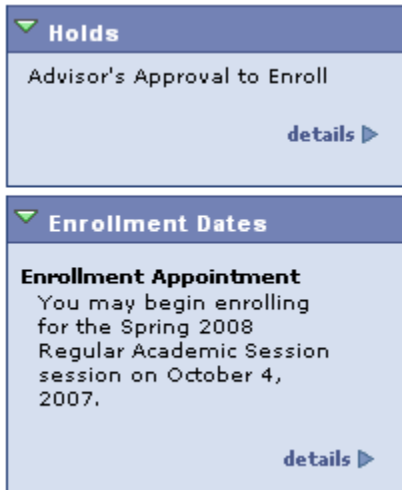 Holds
Advisor's Approval to Enroll
details
Enrollment Dates
Enrollment Appointment
You may begin enrolling
for the Spring 2008
Regular Academic Session
session on October 4,
2007.
details